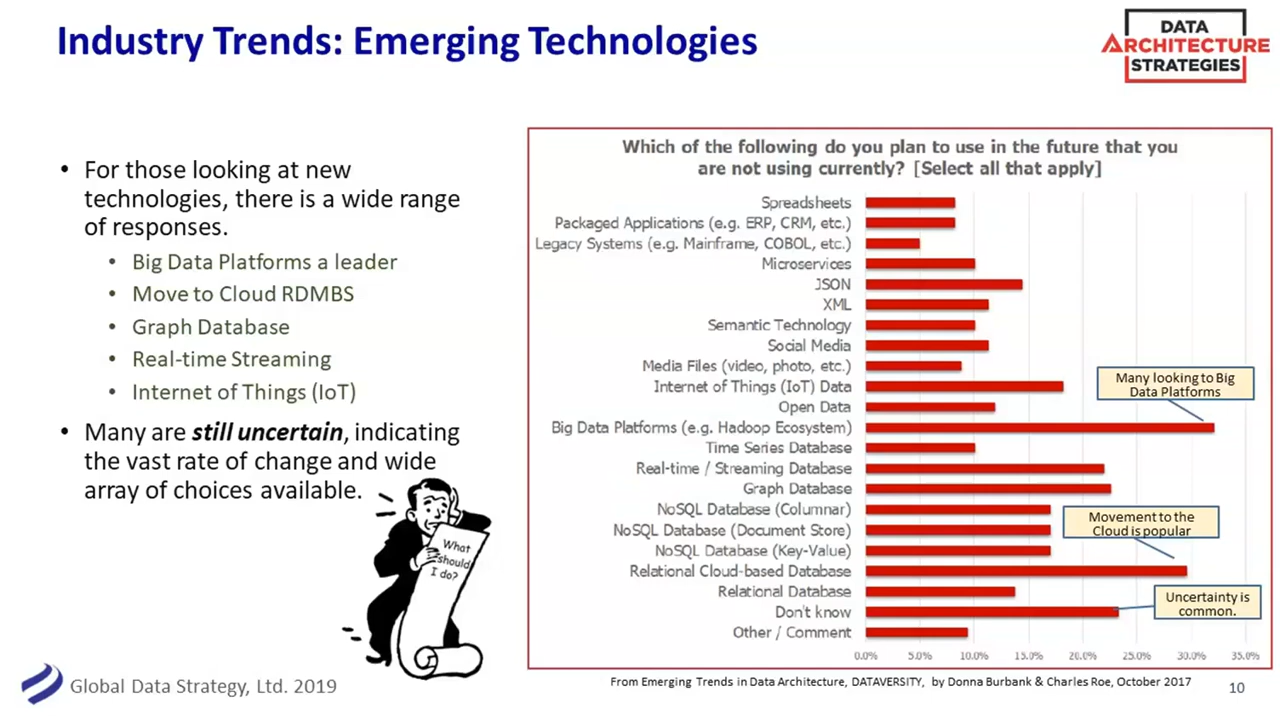 Industry Trends: Emerging Technologies
DATA
ARCHITECTURE
STRATEGIES
• For those looking at new
technologies, there is a wide range
of responses.
• Big Data Platforms a leader
• Move to Cloud RDMBS
• Graph Database
• Real-time Streaming
• Internet of Things (IoT)
• Many are still uncertain, indicating
the vast rate of change and wide
array of choices available.
What
should
I do?
Which of the following do you plan to use in the future that you
are not using currently? [Select all that apply]
Spreadsheets
Packaged Applications (e.g. ERP, CRM, etc.)
Legacy Systems (e.g. Mainframe, COBOL, etc.)
Microservices
JSON
XML
Semantic Technology
Social Media
Media Files (video, photo, etc.)
Internet of Things (IoT) Data
Open Data
Big Data Platforms (e.g. Hadoop Ecosystem)
Time Series Database
Real-time / Streaming Database
Graph Database
NoSQL Database (Columnar)
NoSQL Database (Document Store)
NoSQL Database (Key-Value)
Relational Cloud-based Database
Relational Database
Don't know
Other / Comment
Many looking to Big
Data Platforms
Movement to the
Cloud is popular
Uncertainty is
common.
0.0% 5.0% 10.0% 15.0% 20.0% 25.0% 30.0% 35.0%
Global Data Strategy, Ltd. 2019
From Emerging Trends in Data Architecture, DATAVERSITY, by Donna Burbank & Charles Roe, October 2017
10